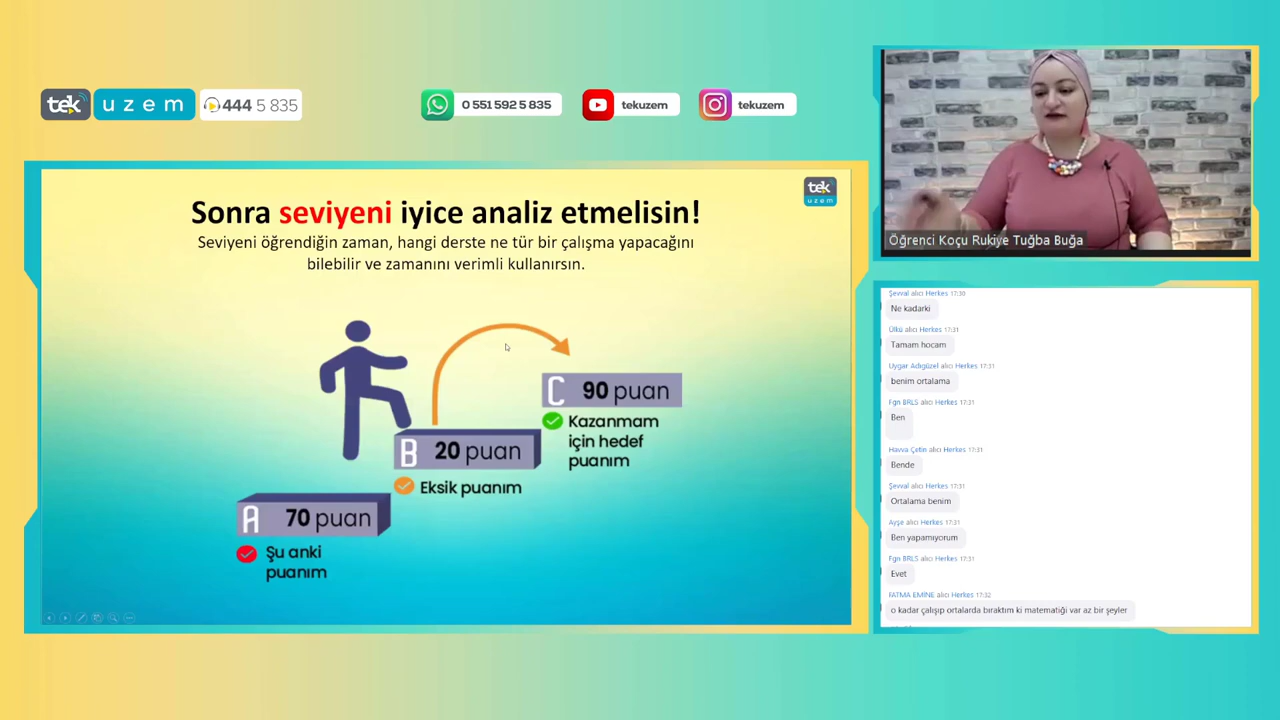 tek uzem 444 5 835
0 551 592 5 835
tekuzem
tekuzem
tek
uzem
Sonra seviyeni iyice analiz etmelisin!
Seviyeni öğrendiğin zaman, hangi derste ne tür bir çalışma yapacağını
bilebilir ve zamanını verimli kullanırsın.
C 90 puan
Kazanmam
için hedef
puanım
B 20 puan
Eksik puanım
A 70 puan
Şu anki
puanım
Öğrenci Koçu Rukiye Tuğba Buğa
Şevval alıcı Herkes 17:30
Ne kadarki
Ülkü alıcı Herkes 17:31
Tamam hocam
Uygar Adıgüzel alıcı Herkes 17:31
benim ortalama
Fgn BRLS alıcı Herkes 17:31
Ben
Havva Çetin alıcı Herkes 17:31
Bende
Şevval alıcı Herkes 17:31
Ortalama benim
Ayşe alıcı Herkes 17:31
Ben yapamıyorum
Fgn BRLS alıcı Herkes 17:31
Evet
FATMA EMİNE alıcı Herkes 17:32
o kadar çalışıp ortalarda bıraktım ki matematiği var az bir şeyler